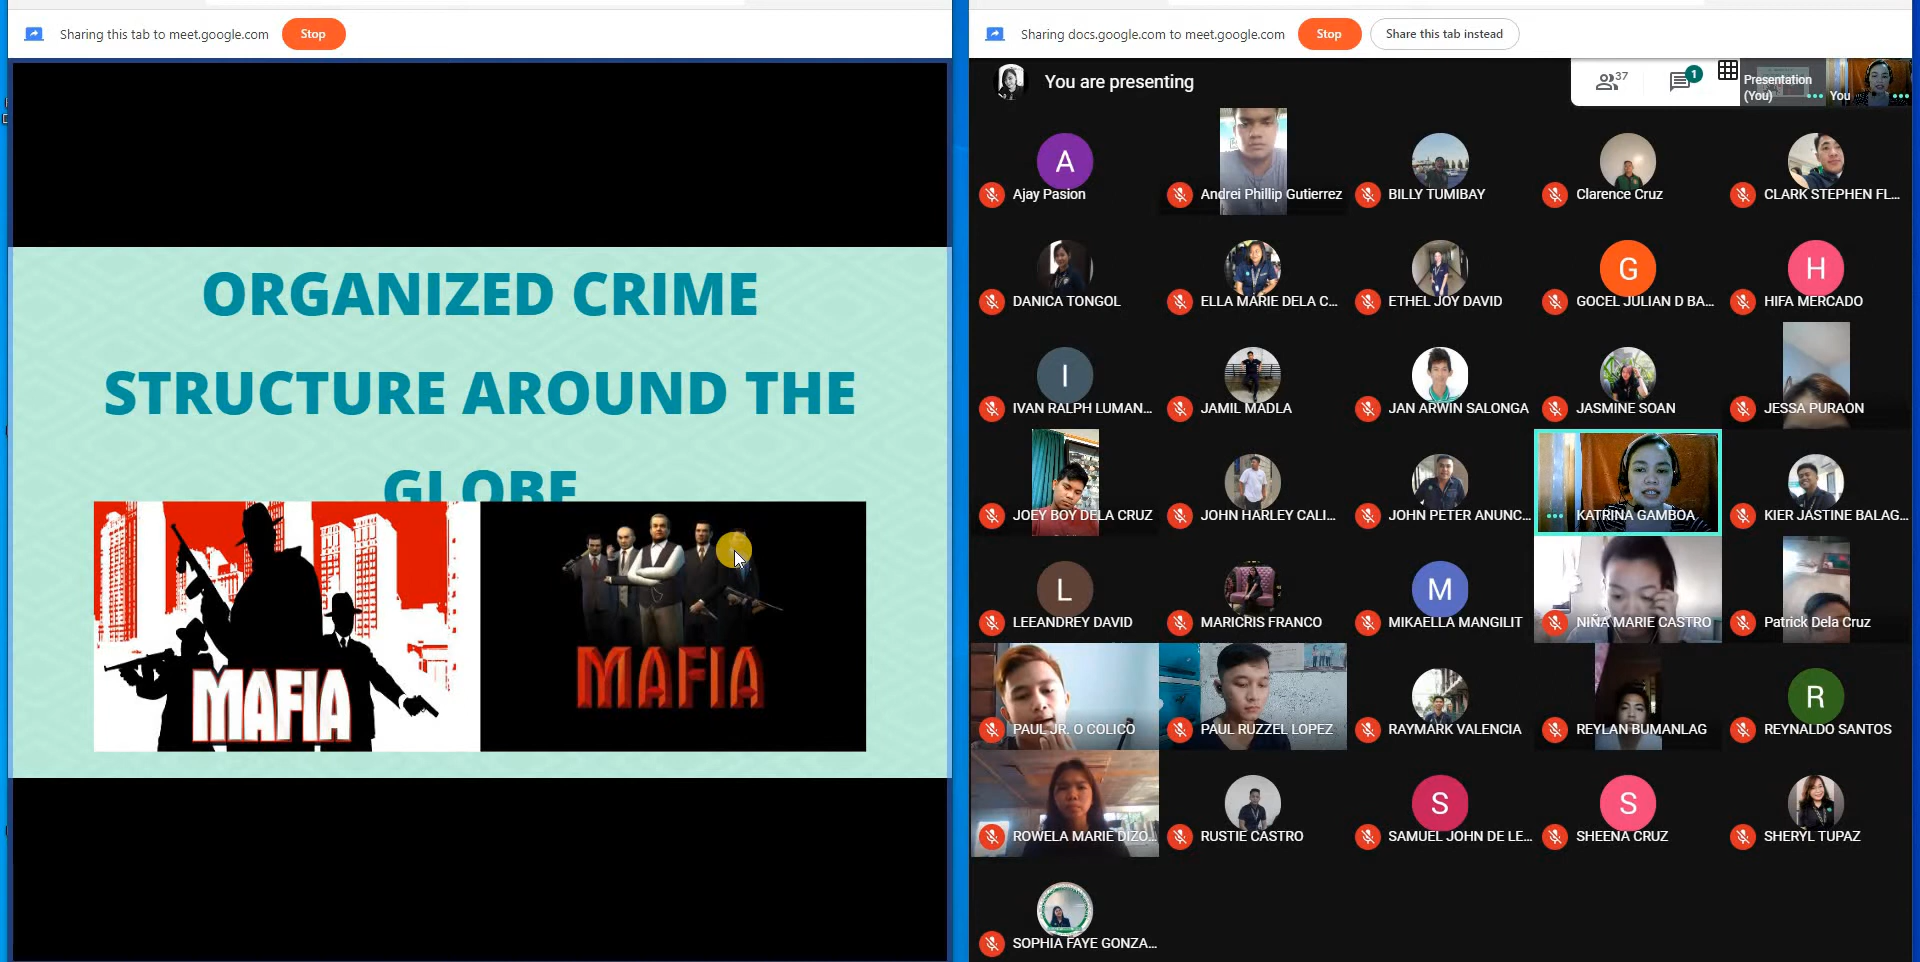 Sharing this tab to meet.google.com
Stop
ORGANIZED CRIME
STRUCTURE AROUND THE
GLOBE
MAFIA
MAFIA
Sharing docs.google.com to meet.google.com
Stop
Share this tab instead
You are presenting
37
1
Presentation
(You)
You
A
Ajay Pasion
Andrei Phillip Gutierrez
BILLY TUMIBAY
Clarence Cruz
CLARK STEPHEN FL...
DANICA TONGOL
ELLA MARIE DELA C...
ETHEL JOY DAVID
G
GOCEL JULIAN D BA...
H
HIFA MERCADO
I
IVAN RALPH LUMAN...
JAMIL MADLA
JAN ARWIN SALONGA
JASMINE SOAN
JESSA PURAON
JOEY BOY DELA CRUZ
JOHN HARLEY CALI...
JOHN PETER ANUNC...
KATRINA GAMBOA
KIER JASTINE BALAG...
L
LEEANDREY DAVID
MARICRIS FRANCO
M
MIKAELLA MANGILIT
NIÑA MARIE CASTRO
Patrick Dela Cruz
PAUL JR. O COLICO
PAUL RUZZEL LOPEZ
RAYMARK VALENCIA
REYLAN BUMANLAG
R
REYNALDO SANTOS
ROWELA MARIE DIZO...
RUSTIE CASTRO
S
SAMUEL JOHN DE LE...
S
SHEENA CRUZ
SHERYL TUPAZ
SOPHIA FAYE GONZA...